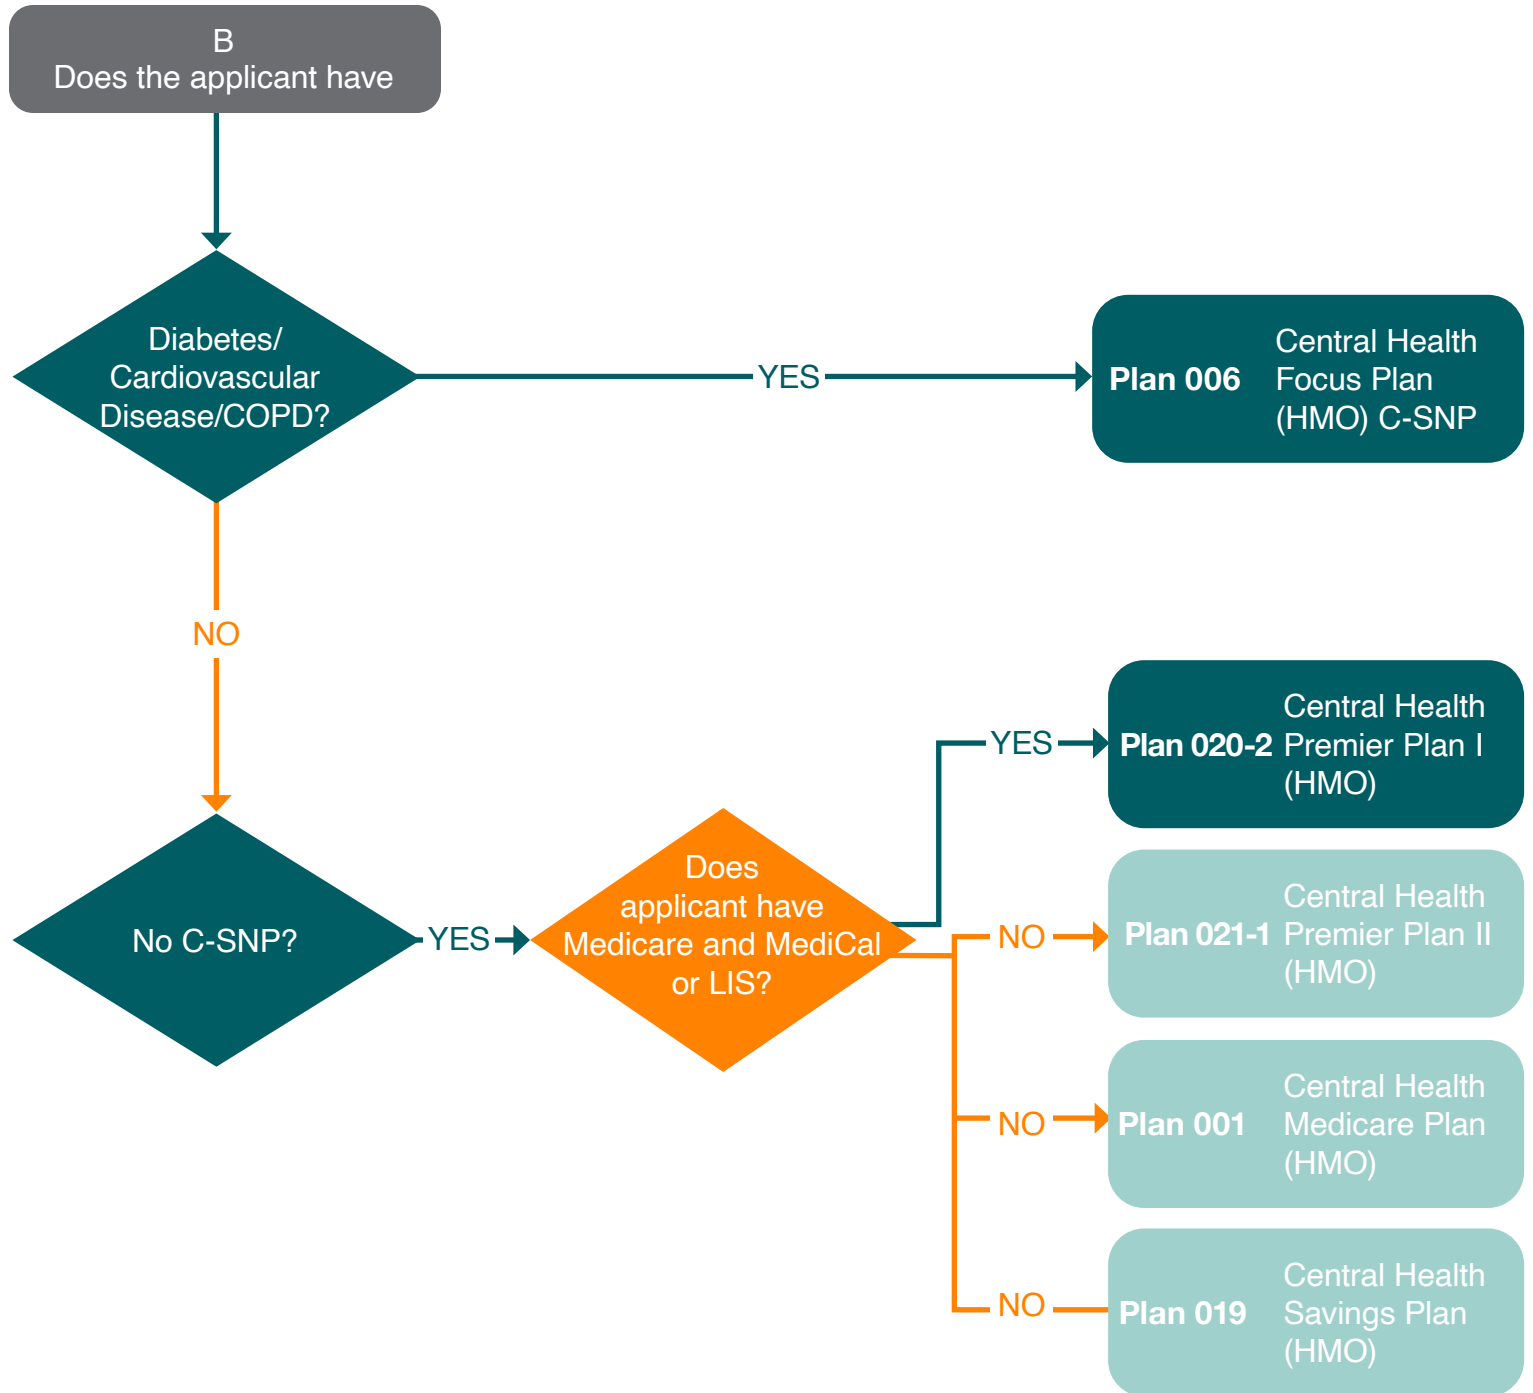 B
Does the applicant have
Diabetes/
Cardiovascular
Disease/COPD?
YES
Plan 006
Central Health
Focus Plan
(HMO) C-SNP
NO
No C-SNP?
YES
Does
applicant have
Medicare and MediCal
or LIS?
YES
Plan 020-2
Central Health
Premier Plan I
(HMO)
NO
Plan 021-1
Central Health
Premier Plan II
(HMO)
NO
Plan 001
Central Health
Medicare Plan
(HMO)
NO
Plan 019
Central Health
Savings Plan
(HMO)